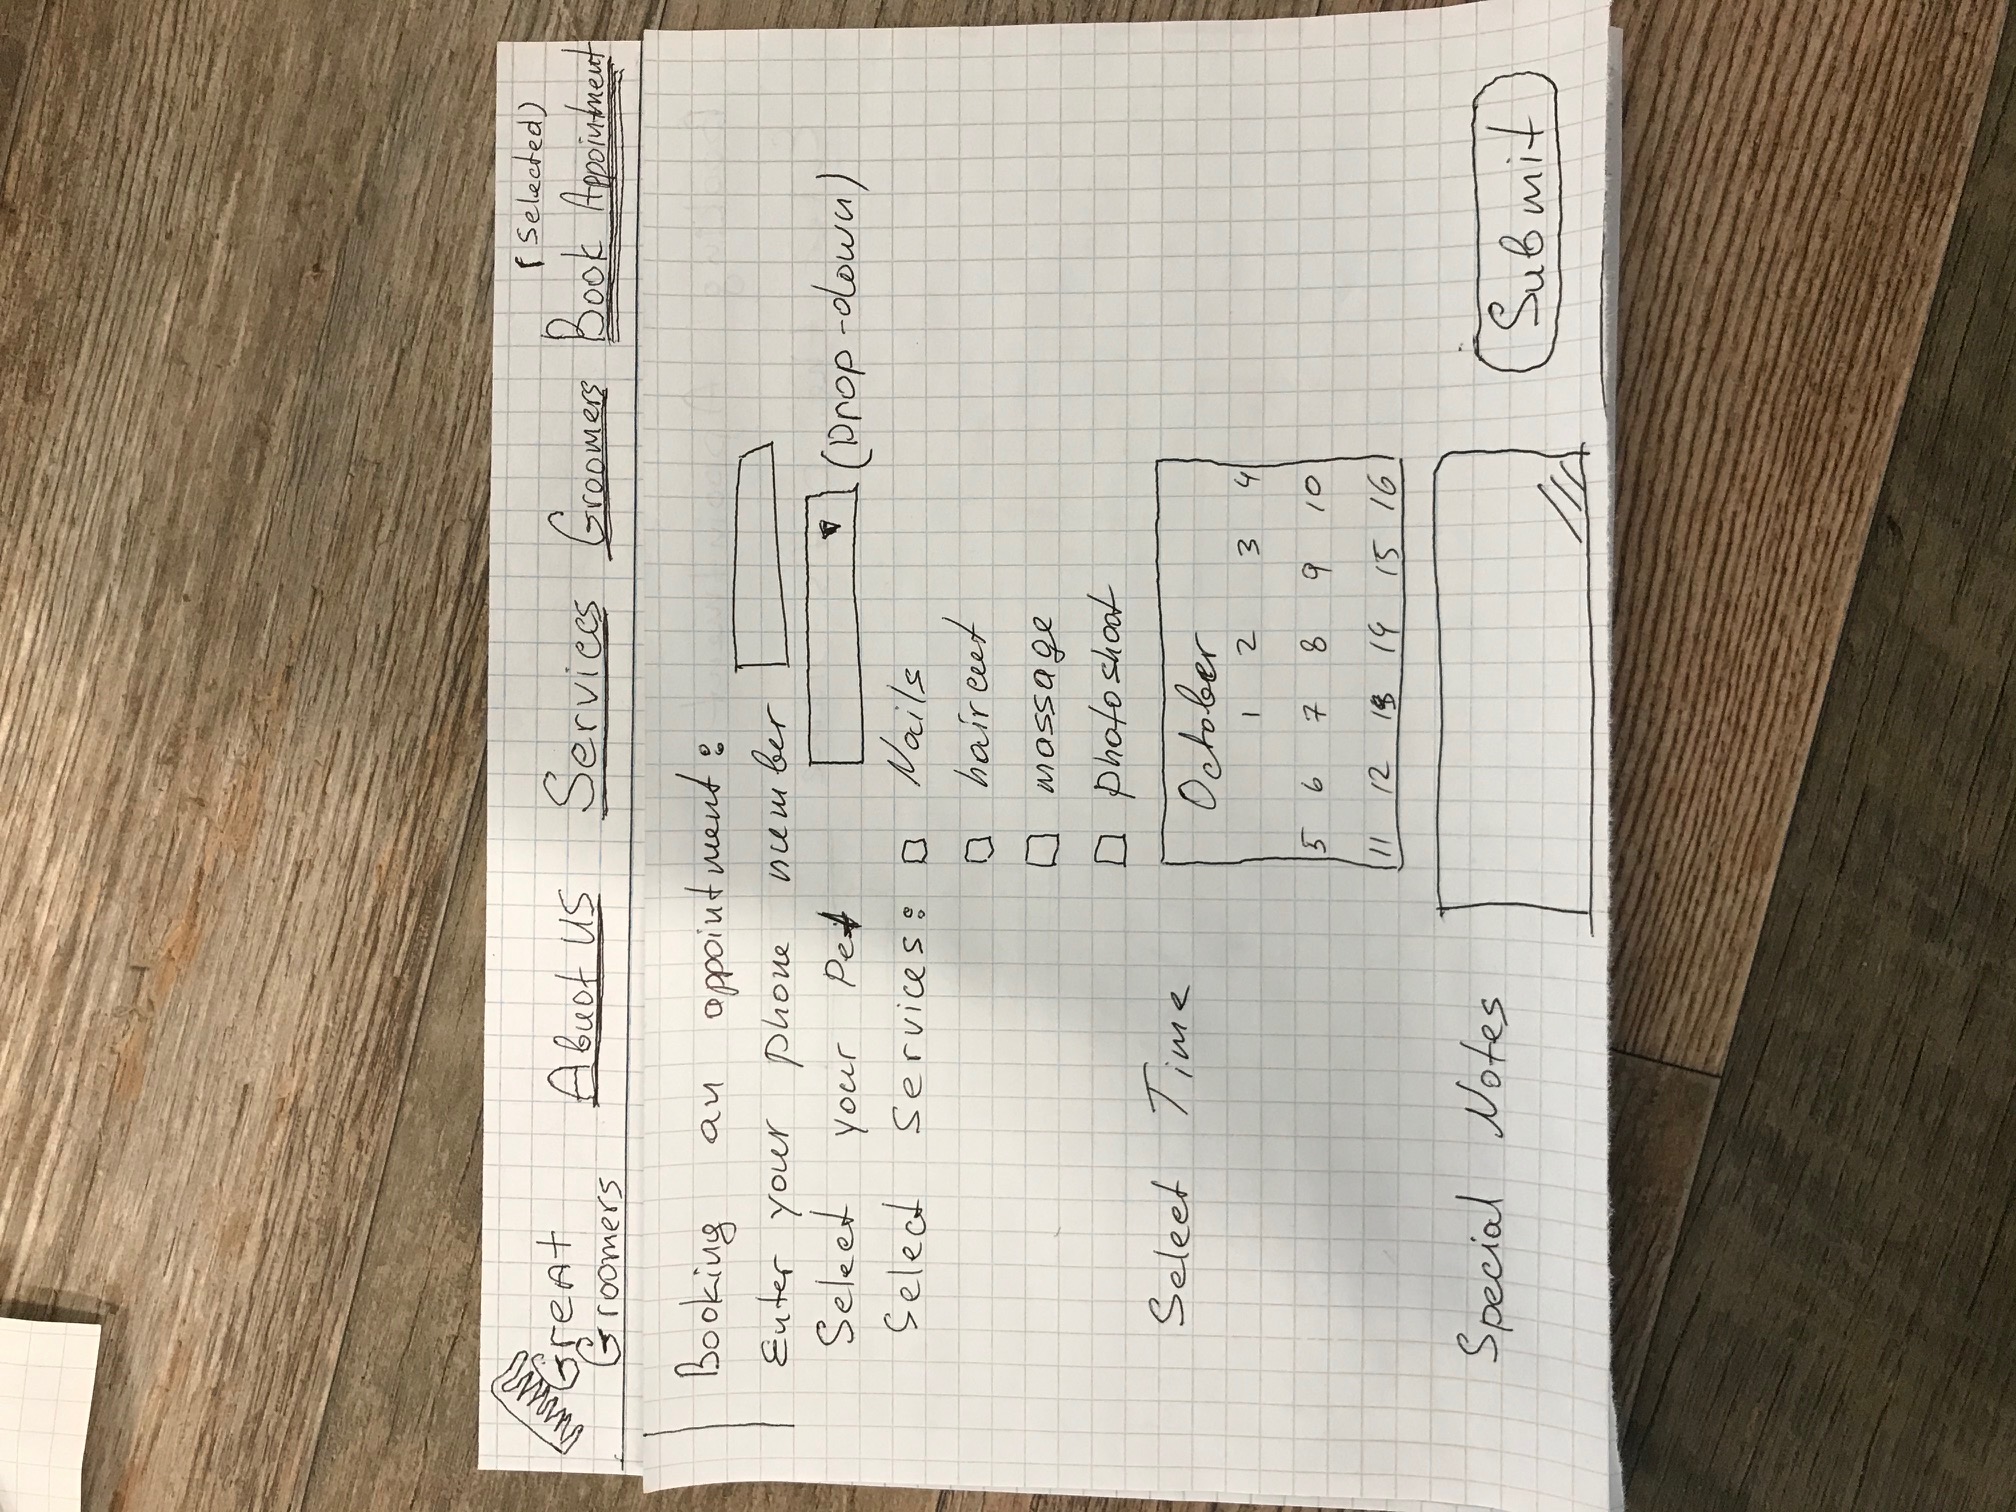 Great
Groomers
Abuot US
Services
Groomers
(Selected)
Book Appointment
Booking an appointment:
Enter your phone number
Select your Pet
(Drop-down)
Select Services:
Nails
haircut
massage
photoshoot
Select Time
October
1 2 3 4
5 6 7 8 9 10
11 12 13 14 15 16
Special Notes
Submit